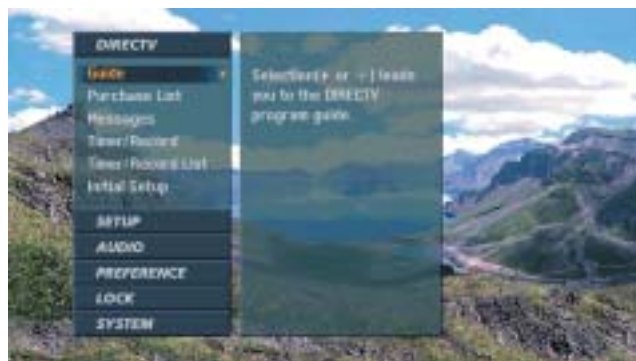 DIRECTV
Guide
Purchase List
Messages
Timer/Record
Timer/Record List
Initial Setup
SETUP
AUDIO
PREFERENCE
LOCK
SYSTEM
Selection( or ) leads
you to the DIRECTV
program guide.